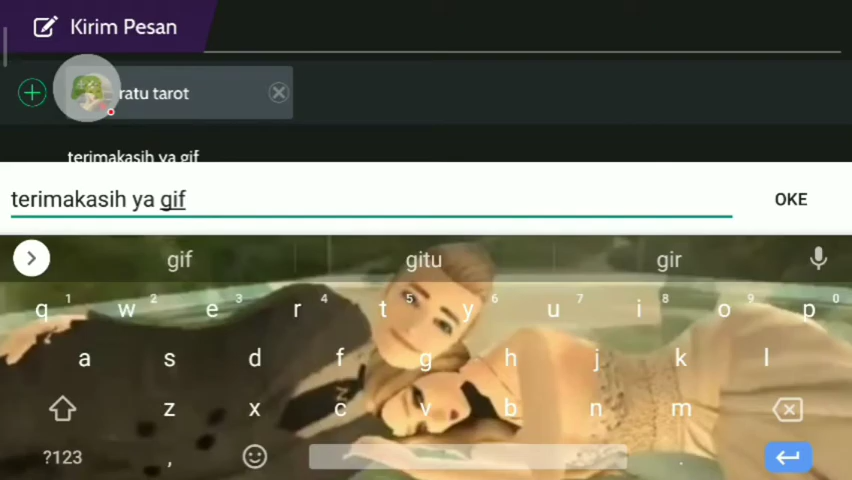 Kirim Pesan
ratu tarot
terimakasih ya gif
terimakasih ya gif
OKE
gif gitu gir
q 1 w 2 e 3 r 4 t 5 y 6 u 7 i 8 o 9 p 0
a s d f g h j k l
z x c v b n m
?123 , .